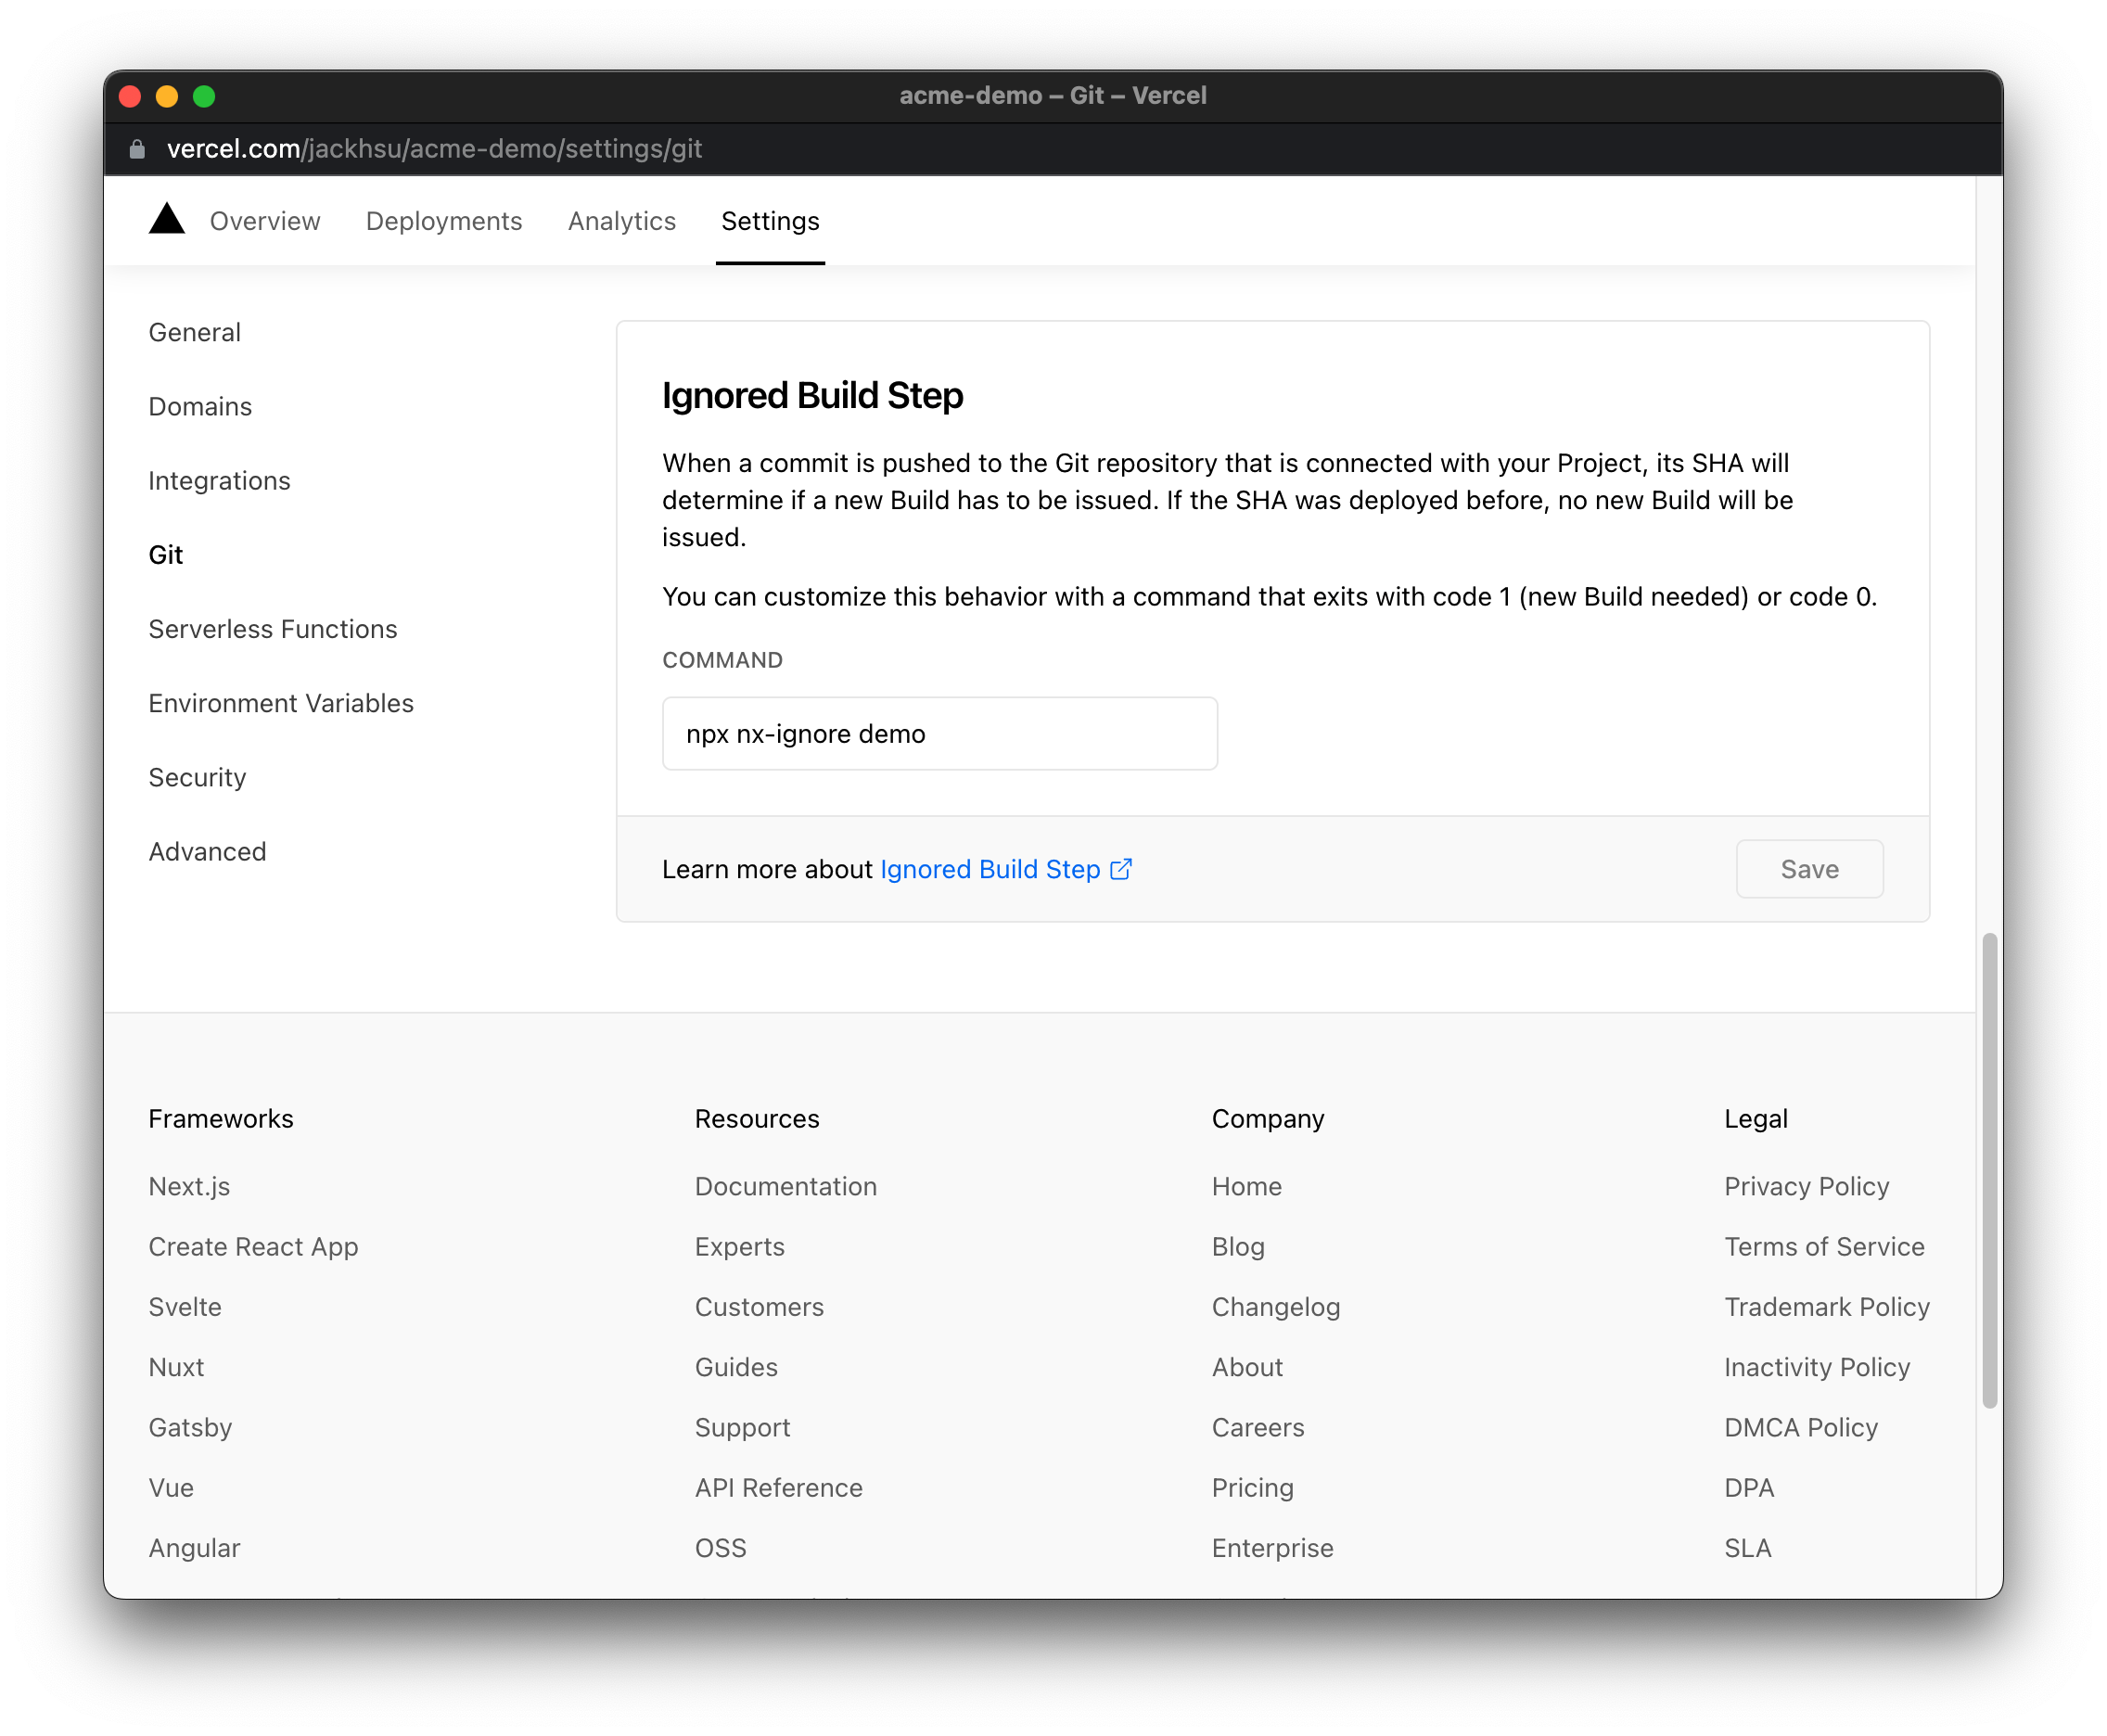 acme-demo – Git – Vercel
vercel.com/jackhsu/acme-demo/settings/git
Overview
Deployments
Analytics
Settings
General
Domains
Integrations
Git
Serverless Functions
Environment Variables
Security
Advanced
Ignored Build Step
When a commit is pushed to the Git repository that is connected with your Project, its SHA will
determine if a new Build has to be issued. If the SHA was deployed before, no new Build will be
issued.
You can customize this behavior with a command that exits with code 1 (new Build needed) or code 0.
COMMAND
npx nx-ignore demo
Learn more about Ignored Build Step
Save
Frameworks
Next.js
Create React App
Svelte
Nuxt
Gatsby
Vue
Angular
Resources
Documentation
Experts
Customers
Guides
Support
API Reference
OSS
Company
Home
Blog
Changelog
About
Careers
Pricing
Enterprise
Legal
Privacy Policy
Terms of Service
Trademark Policy
Inactivity Policy
DMCA Policy
DPA
SLA